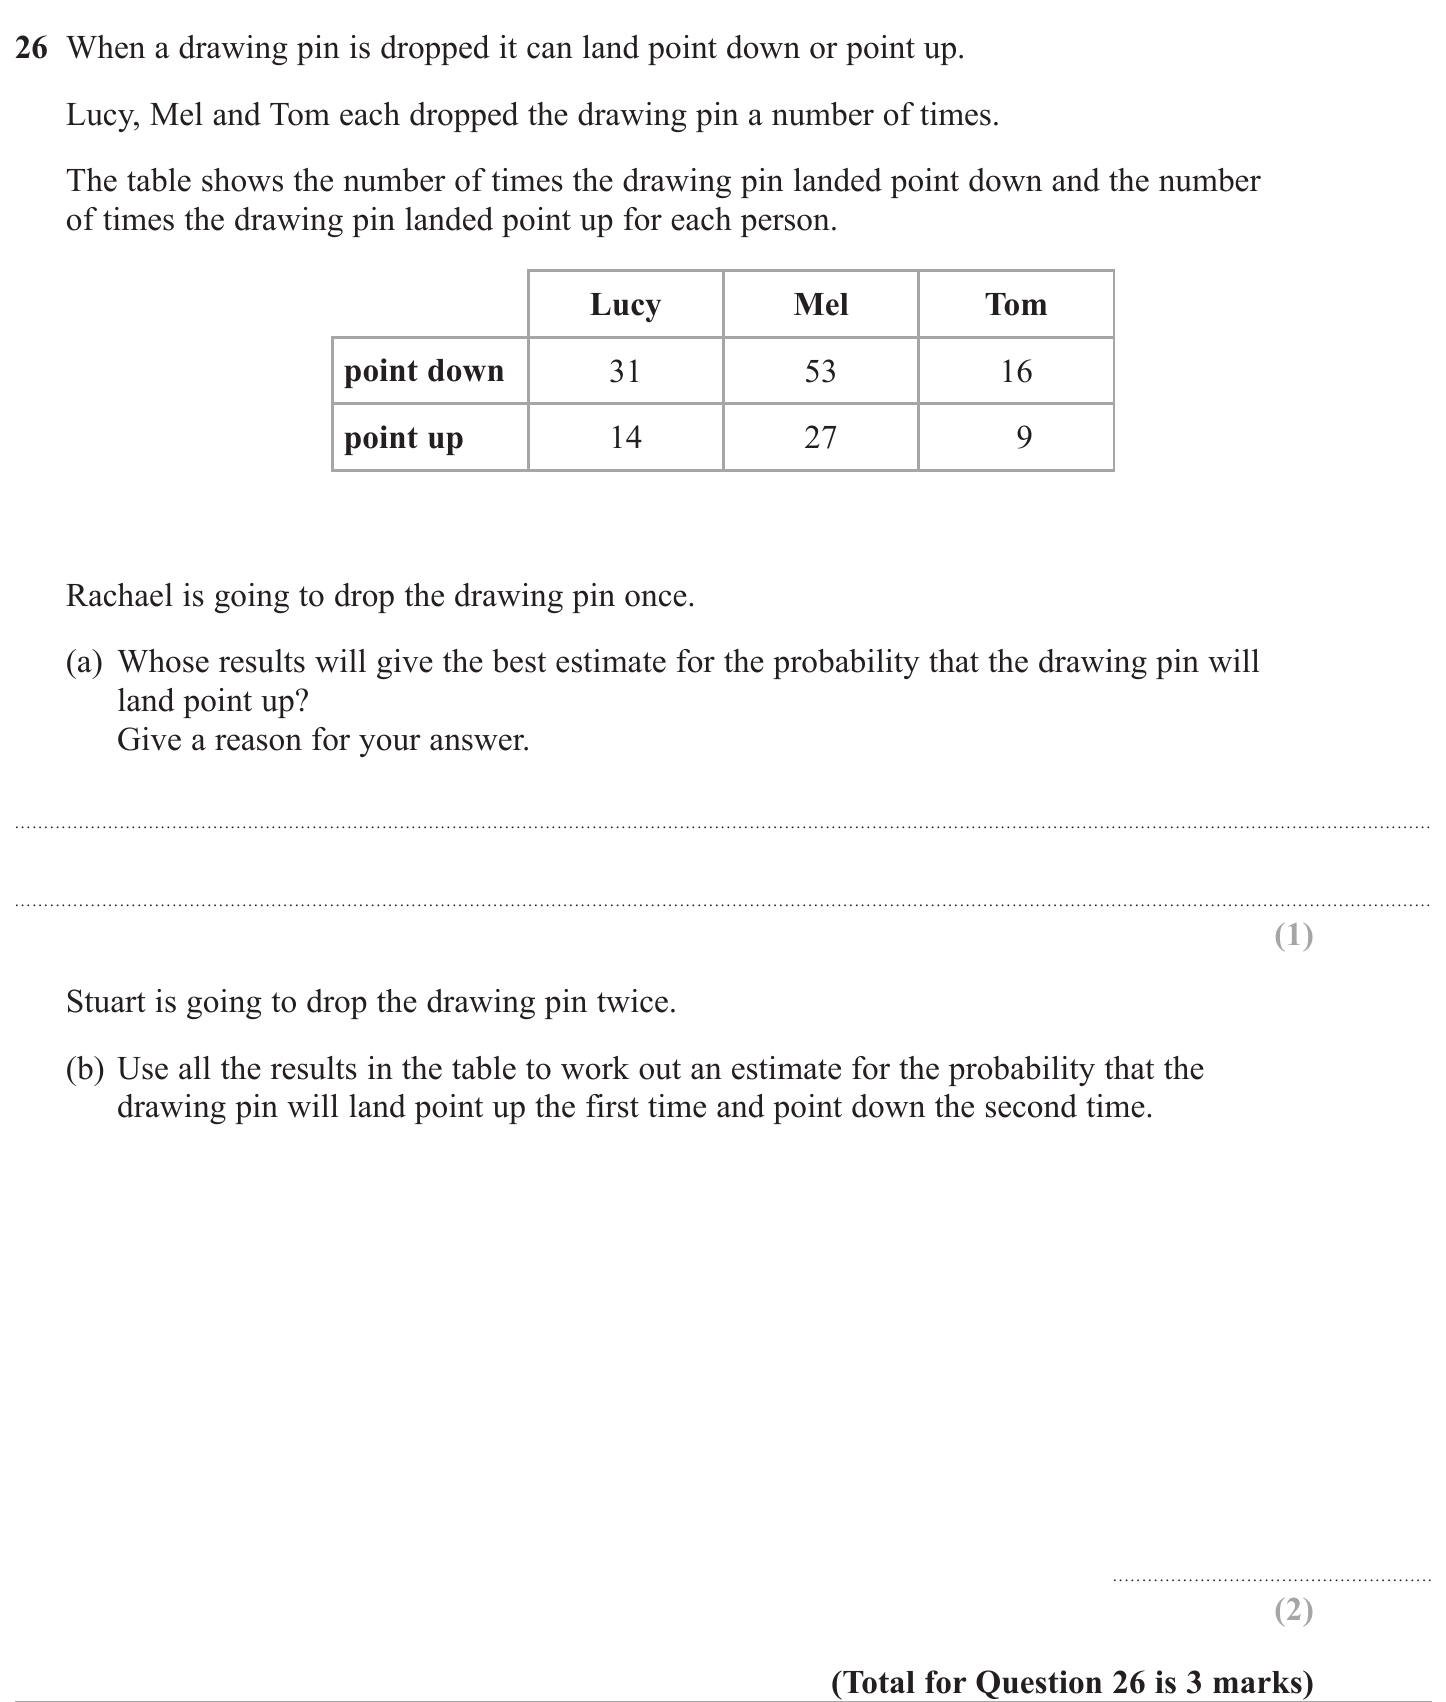 26 When a drawing pin is dropped it can land point down or point up.
Lucy, Mel and Tom each dropped the drawing pin a number of times.
The table shows the number of times the drawing pin landed point down and the number
of times the drawing pin landed point up for each person.
Lucy Mel Tom
point down 31 53 16
point up 14 27 9
Rachael is going to drop the drawing pin once.
(a) Whose results will give the best estimate for the probability that the drawing pin will
land point up?
Give a reason for your answer.
(1)
Stuart is going to drop the drawing pin twice.
(b) Use all the results in the table to work out an estimate for the probability that the
drawing pin will land point up the first time and point down the second time.
(2)
(Total for Question 26 is 3 marks)